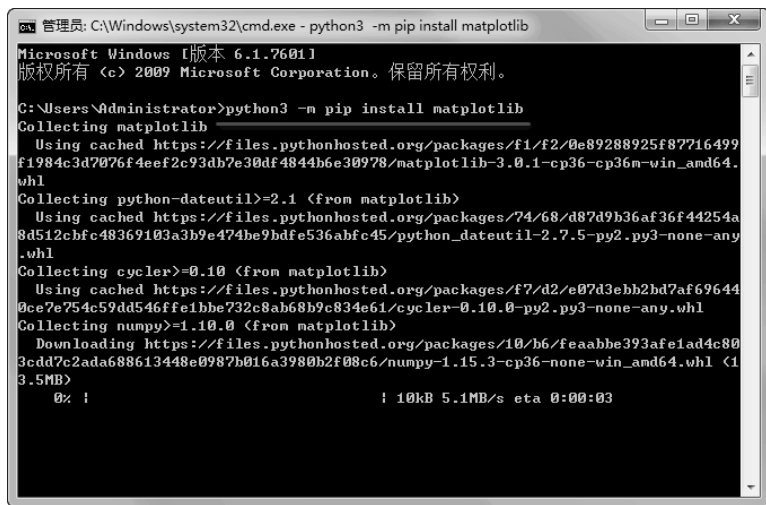 管理员: C:\Windows\system32\cmd.exe - python3 -m pip install matplotlib
Microsoft Windows [版本 6.1.7601]
版权所有 (c) 2009 Microsoft Corporation。保留所有权利。
C:\Users\Administrator>python3 -m pip install matplotlib
Collecting matplotlib
Using cached https://files.pythonhosted.org/packages/f1/f2/0e89288925f87716499
f1984c3d7076f4eef2c93db7e30df4844b6e30978/matplotlib-3.0.1-cp36-cp36m-win_amd64.
whl
Collecting python-dateutil>=2.1 (from matplotlib)
Using cached https://files.pythonhosted.org/packages/74/68/d87d9b36af36f44254a
8d512cbfc48369103a3b9e474be9bdfe536abfc45/python_dateutil-2.7.5-py2.py3-none-any
.whl
Collecting cycler>=0.10 (from matplotlib)
Using cached https://files.pythonhosted.org/packages/f7/d2/e07d3ebb2bd7af69644
0ce7e754c59dd546ffe1bbe732c8ab68b9c834e61/cycler-0.10.0-py2.py3-none-any.whl
Collecting numpy>=1.10.0 (from matplotlib)
Downloading https://files.pythonhosted.org/packages/10/b6/feaabbe393afe1ad4c80
3cdd7c2ada688613448e0987b016a3980b2f08c6/numpy-1.15.3-cp36-none-win_amd64.whl (1
3.5MB)
0% | | 10kB 5.1MB/s eta 0:00:03